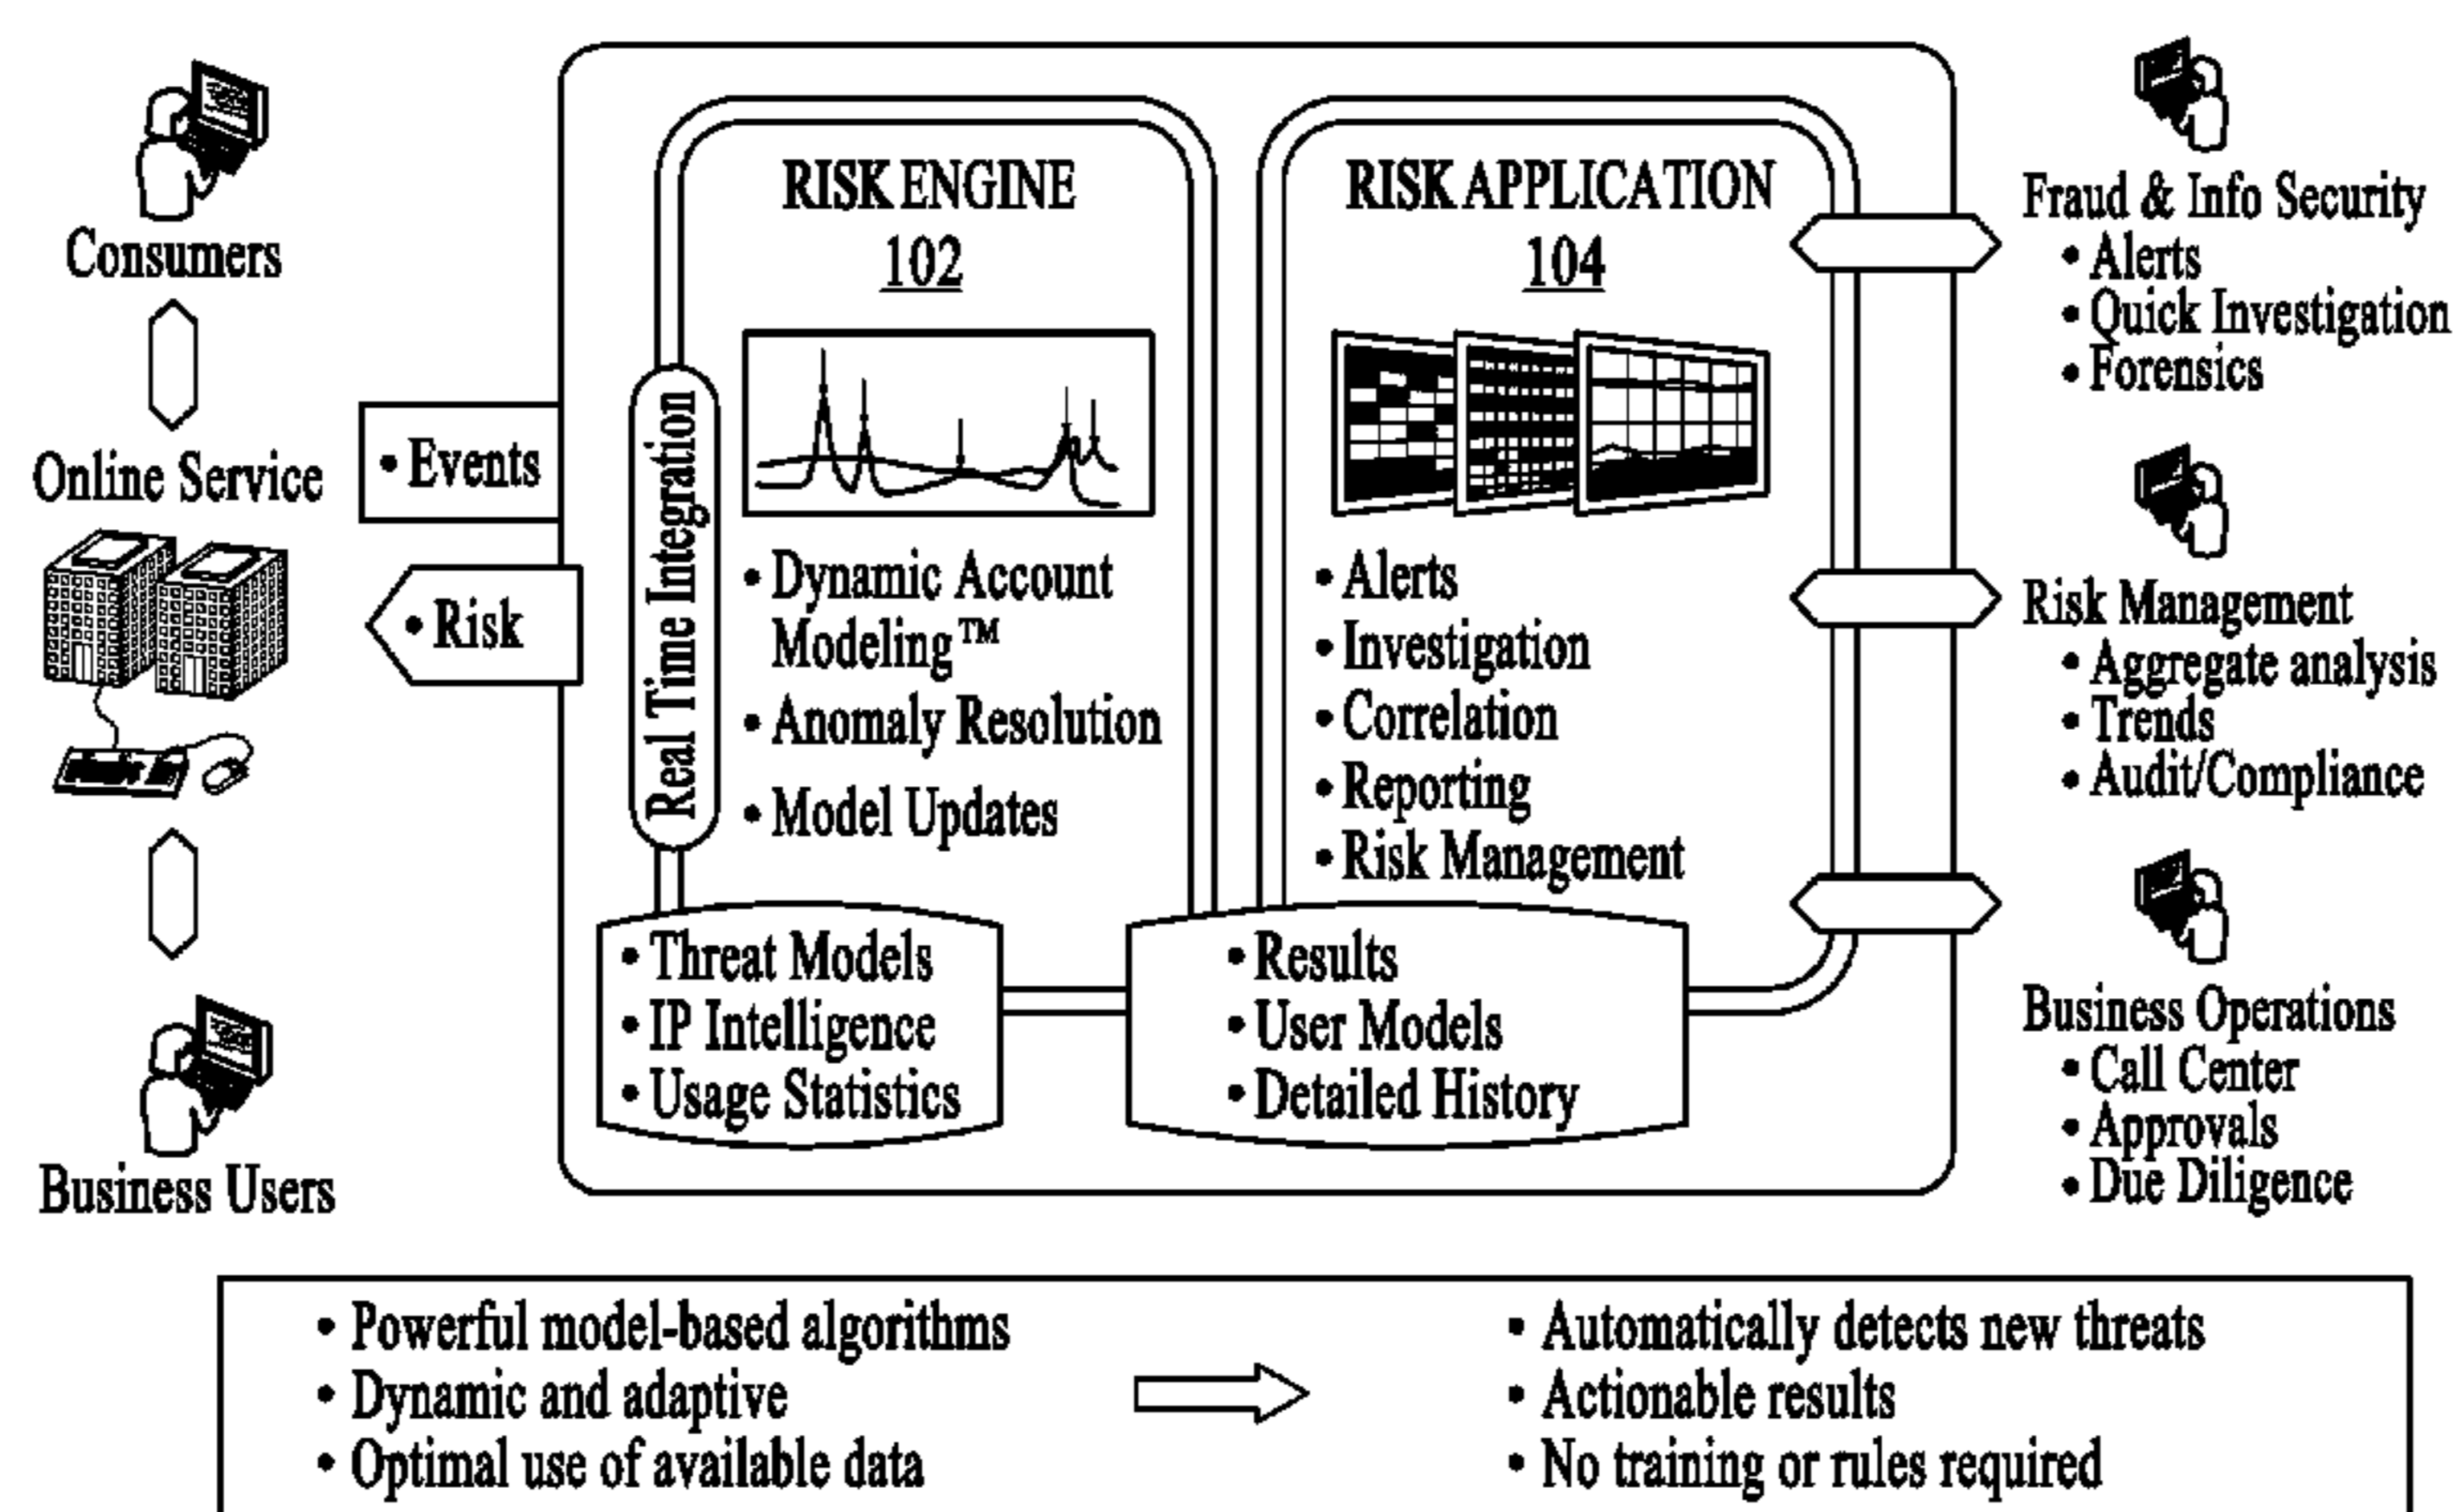 Consumers
Online Service
Business Users
• Events
• Risk
Real Time Integration
RISK ENGINE
102
• Dynamic Account
Modeling™
• Anomaly Resolution
• Model Updates
• Threat Models
• IP Intelligence
• Usage Statistics
RISK APPLICATION
104
• Alerts
• Investigation
• Correlation
• Reporting
• Risk Management
• Results
• User Models
• Detailed History
Fraud & Info Security
• Alerts
• Quick Investigation
• Forensics
Risk Management
• Aggregate analysis
• Trends
• Audit/Compliance
Business Operations
• Call Center
• Approvals
• Due Diligence
• Powerful model-based algorithms
• Dynamic and adaptive
• Optimal use of available data
• Automatically detects new threats
• Actionable results
• No training or rules required